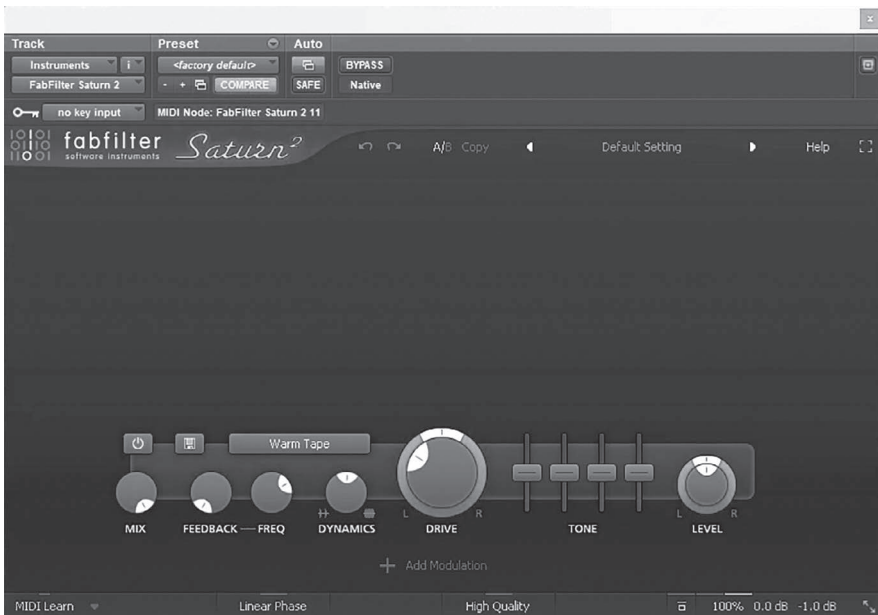 Track Preset Auto
Instruments i <factory default> BYPASS
FabFilter Saturn 2 - + COMPARE SAFE Native
no key input MIDI Node: FabFilter Saturn 2 11
fabfilter
software instruments
Saturn 2
A/B Copy Default Setting Help
Warm Tape
L R L R
MIX FEEDBACK FREQ DYNAMICS DRIVE TONE LEVEL
+ Add Modulation
MIDI Learn Linear Phase High Quality 100% 0.0 dB -1.0 dB